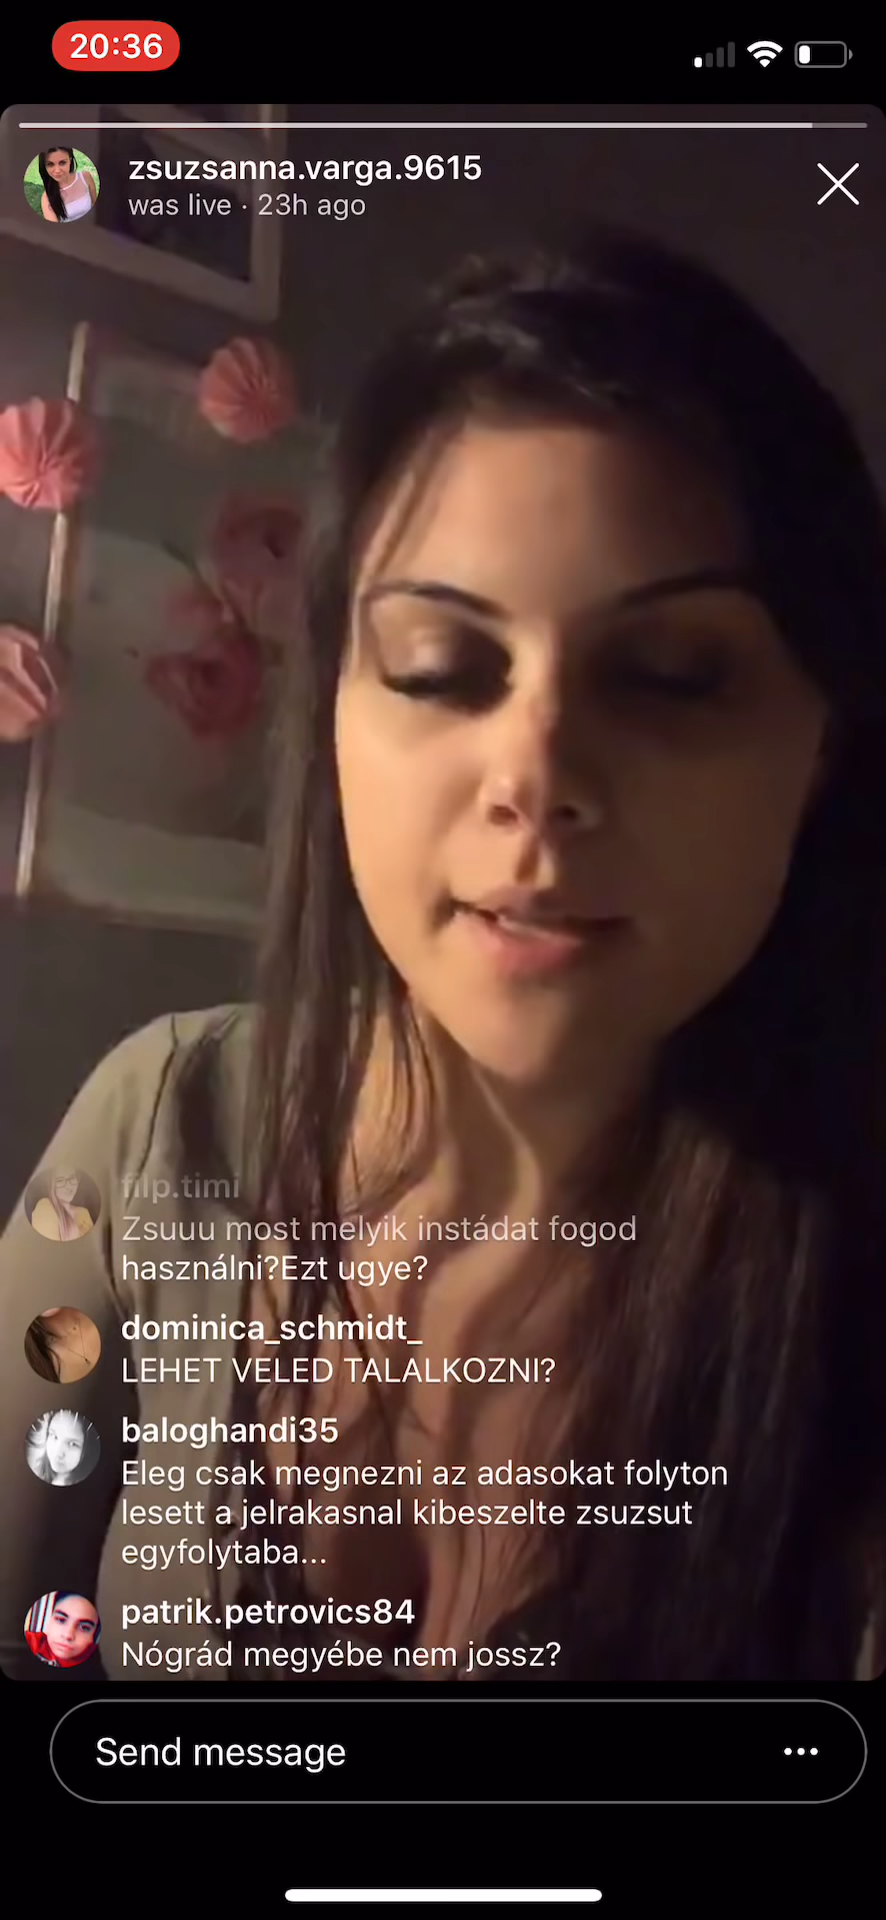 20:36
zsuzsanna.varga.9615
was live · 23h ago
filp.timi
Zsuuu most melyik instádat fogod
használni?Ezt ugye?
dominica_schmidt_
LEHET VELED TALALKOZNI?
baloghandi35
Eleg csak megnezni az adasokat folyton
lesett a jelrakasnal kibeszelte zsuzsut
egyfolytaba...
patrik.petrovics84
Nógrád megyébe nem jossz?
Send message